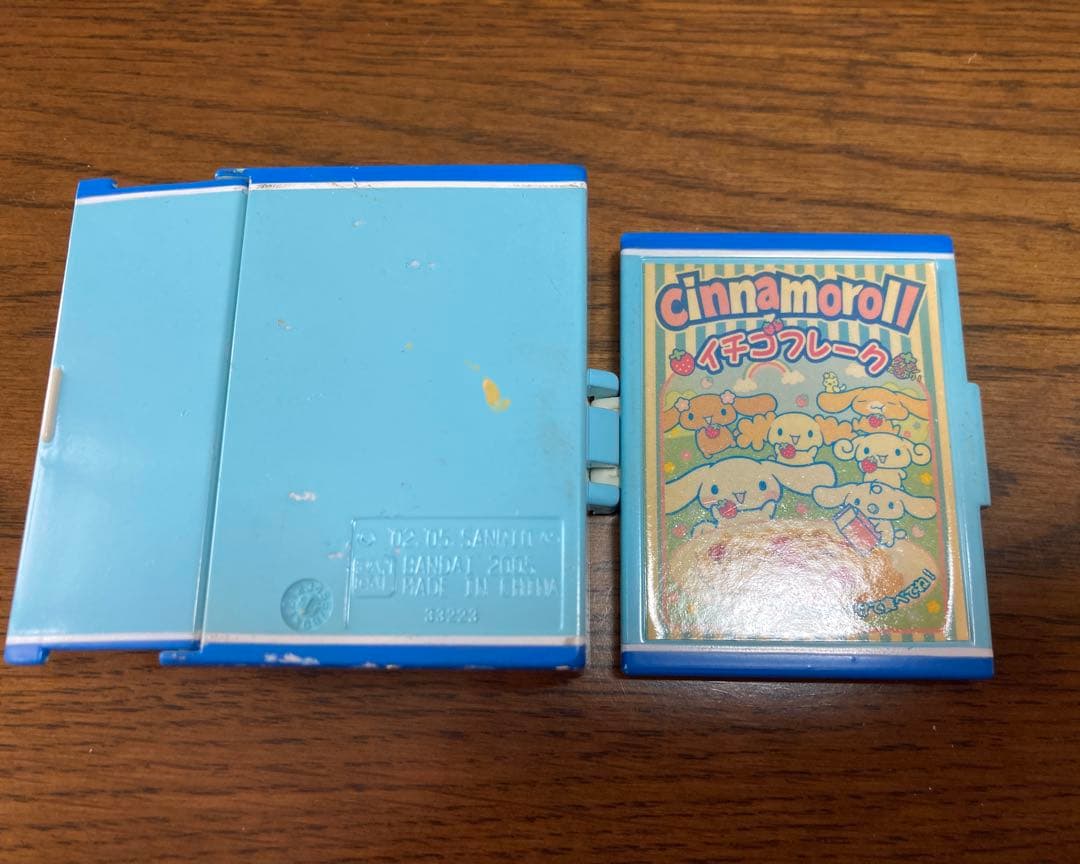 © '02,'05 SANRIO
BANDAI 2005
MADE IN CHINA
33223
cinnamoroll
イチゴフレーク